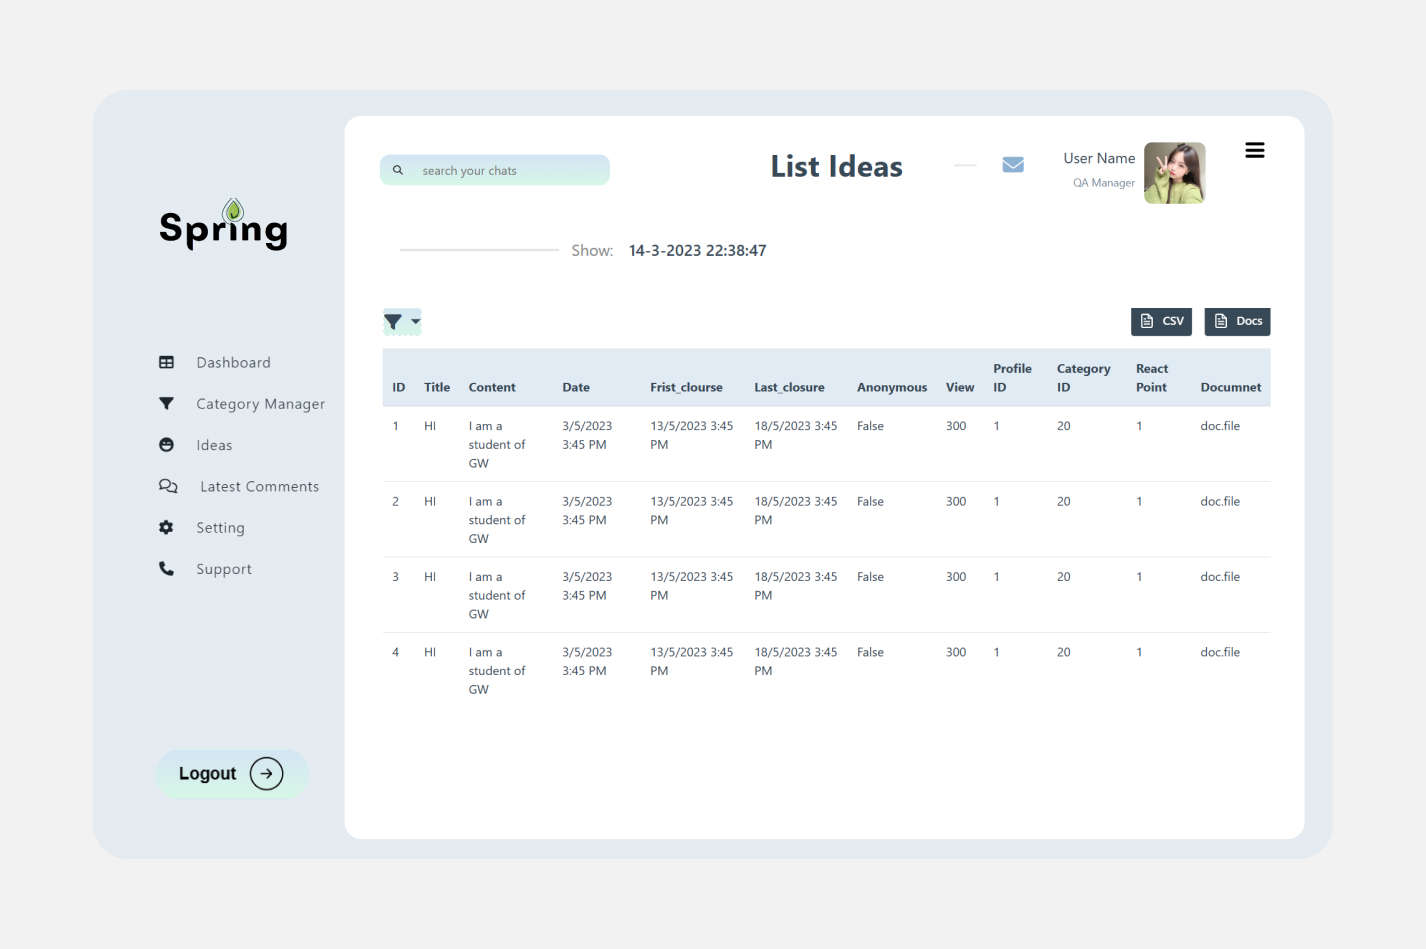 Spring
Dashboard
Category Manager
Ideas
Latest Comments
Setting
Support
Logout
search your chats
List Ideas
User Name
QA Manager
Show: 14-3-2023 22:38:47
CSV
Docs
ID Title Content Date Frist_clourse Last_closure Anonymous View Profile ID Category ID React Point Documnet
1 HI I am a student of GW 3/5/2023 3:45 PM 13/5/2023 3:45 PM 18/5/2023 3:45 PM False 300 1 20 1 doc.file
2 HI I am a student of GW 3/5/2023 3:45 PM 13/5/2023 3:45 PM 18/5/2023 3:45 PM False 300 1 20 1 doc.file
3 HI I am a student of GW 3/5/2023 3:45 PM 13/5/2023 3:45 PM 18/5/2023 3:45 PM False 300 1 20 1 doc.file
4 HI I am a student of GW 3/5/2023 3:45 PM 13/5/2023 3:45 PM 18/5/2023 3:45 PM False 300 1 20 1 doc.file